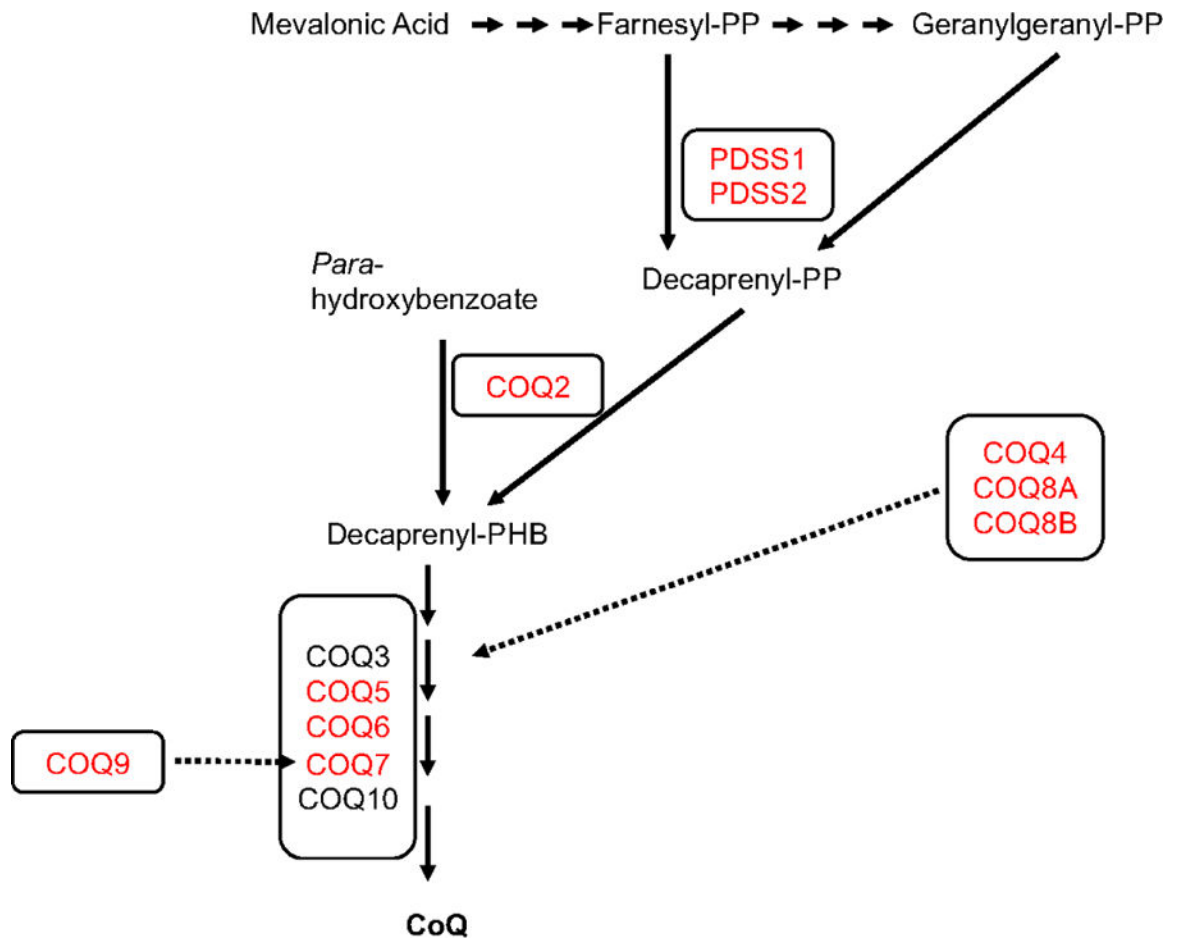 Mevalonic Acid
Farnesyl-PP
Geranylgeranyl-PP
PDSS1
PDSS2
Para-
hydroxybenzoate
Decaprenyl-PP
COQ2
COQ4
COQ8A
COQ8B
Decaprenyl-PHB
COQ3
COQ5
COQ6
COQ7
COQ10
COQ9
CoQ